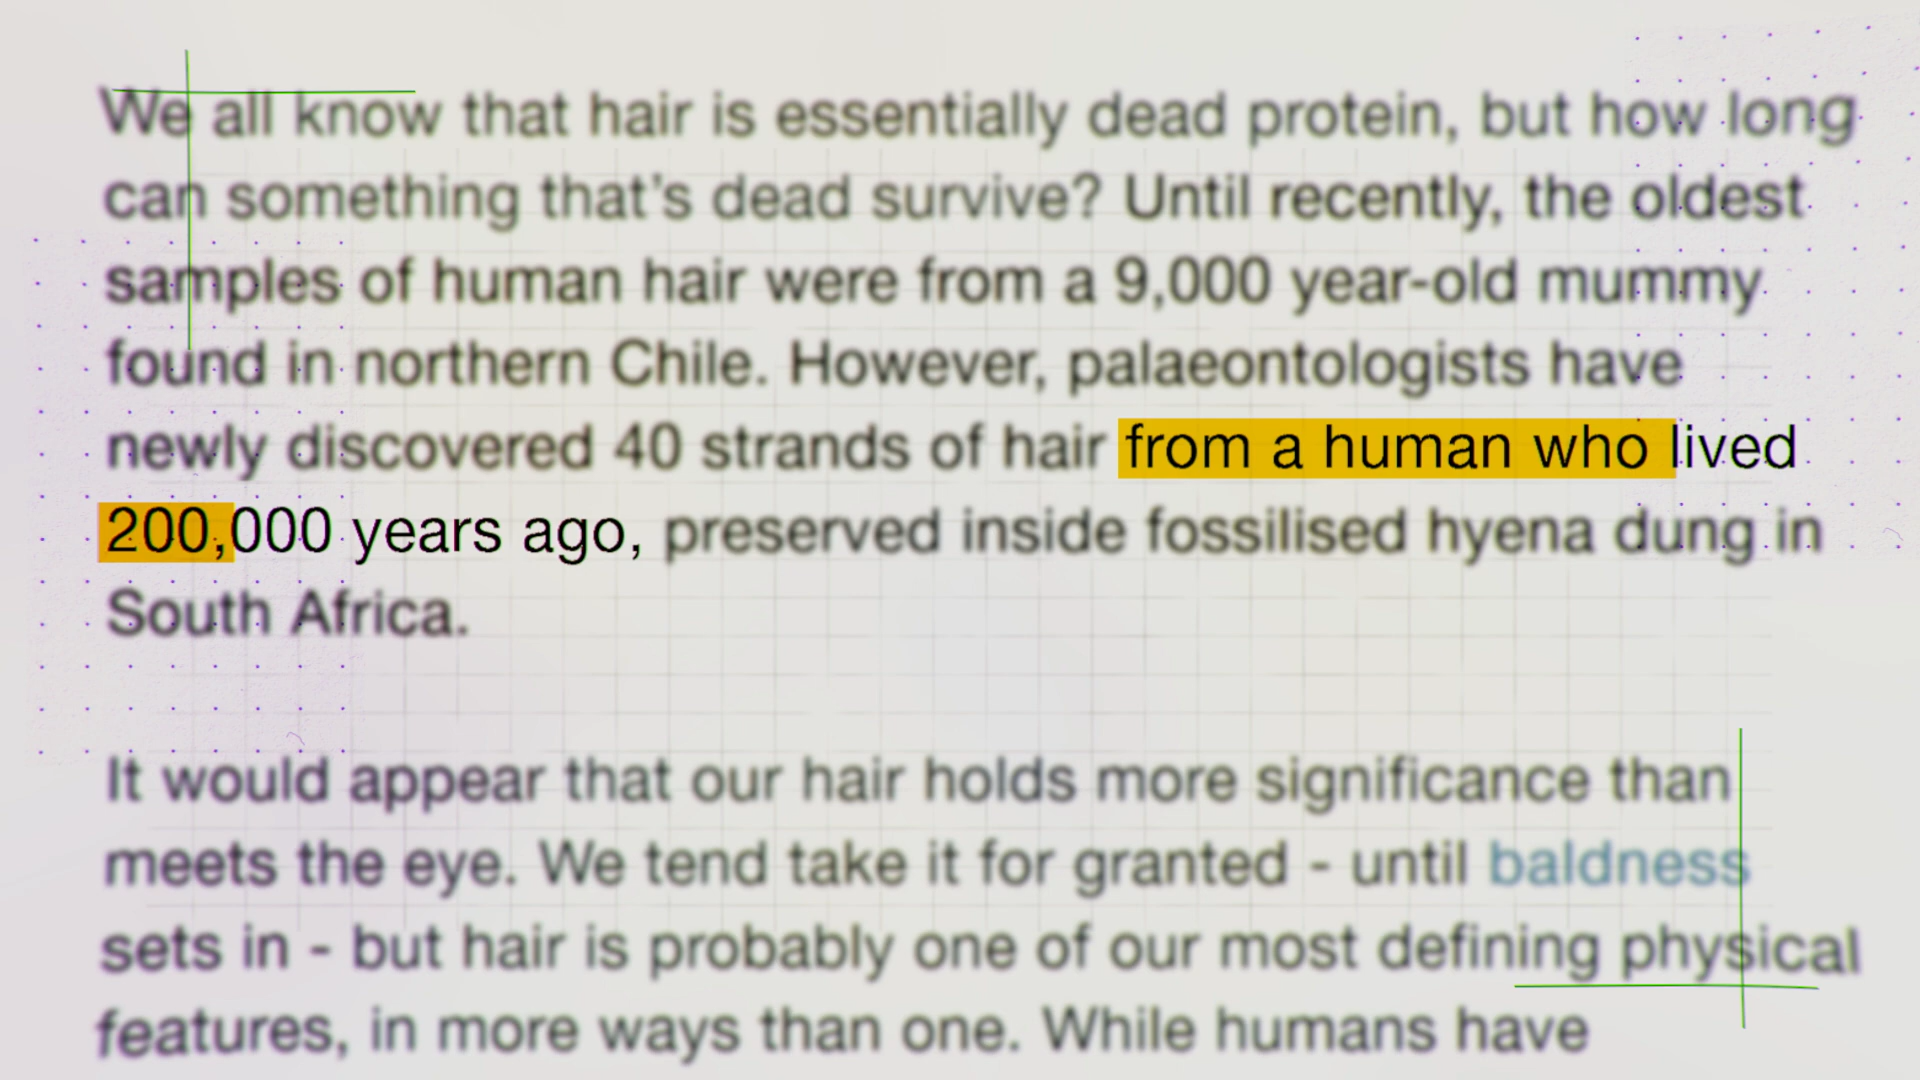 We all know that hair is essentially dead protein, but how long
can something that’s dead survive? Until recently, the oldest
samples of human hair were from a 9,000 year-old mummy
found in northern Chile. However, palaeontologists have
newly discovered 40 strands of hair from a human who lived
200,000 years ago, preserved inside fossilised hyena dung in
South Africa.
It would appear that our hair holds more significance than
meets the eye. We tend take it for granted - until baldness
sets in - but hair is probably one of our most defining physical
features, in more ways than one. While humans have